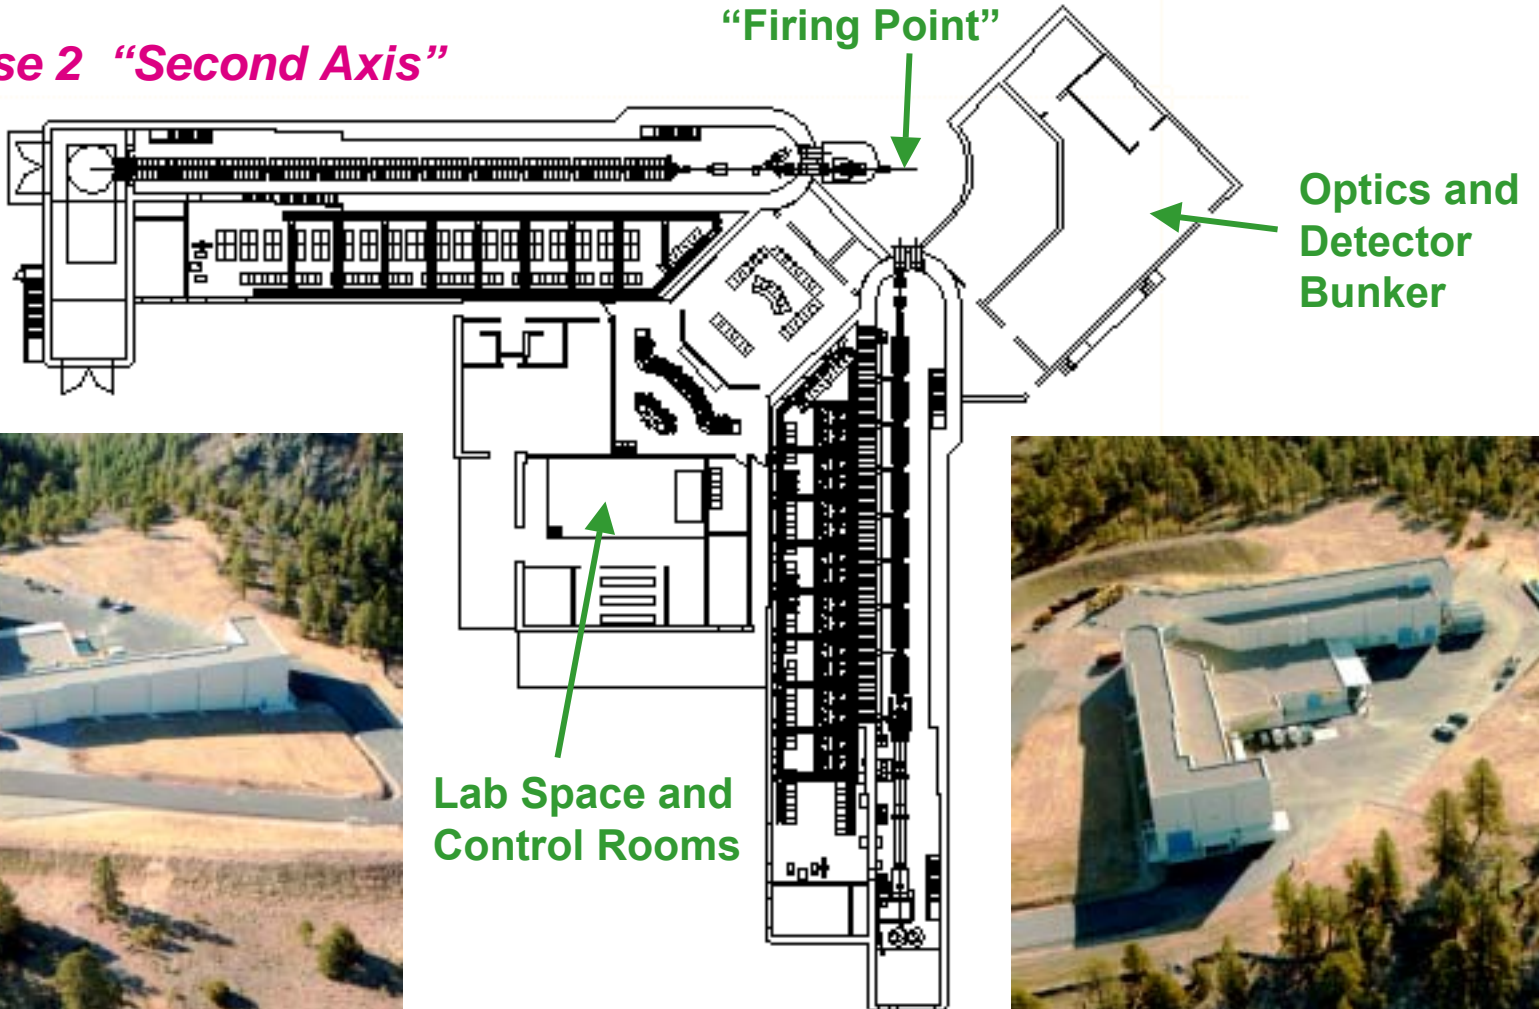 “Firing Point”
se 2 “Second Axis”
Optics and
Detector
Bunker
Lab Space and
Control Rooms